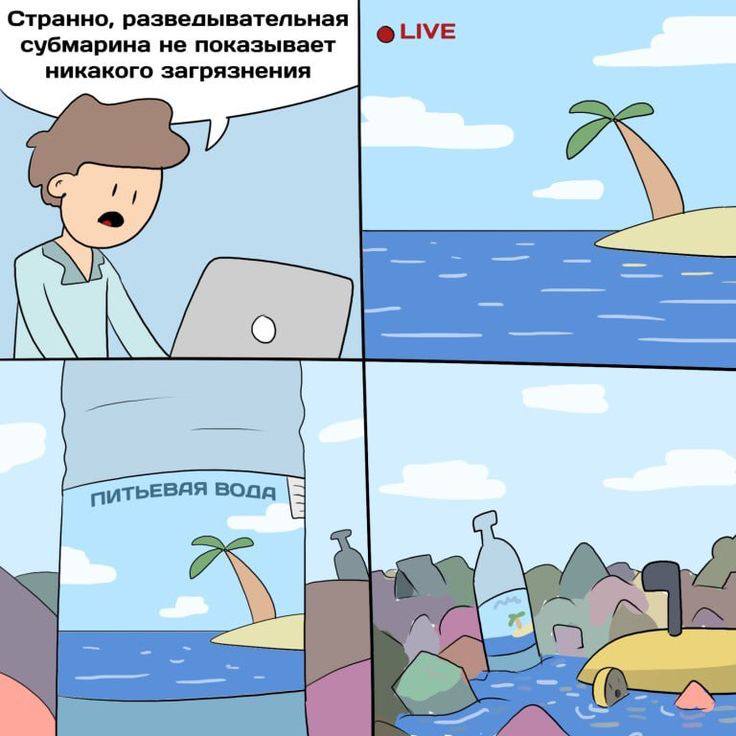 Странно, разведывательная
субмарина не показывает
никакого загрязнения
LIVE
ПИТЬЕВАЯ ВОДА